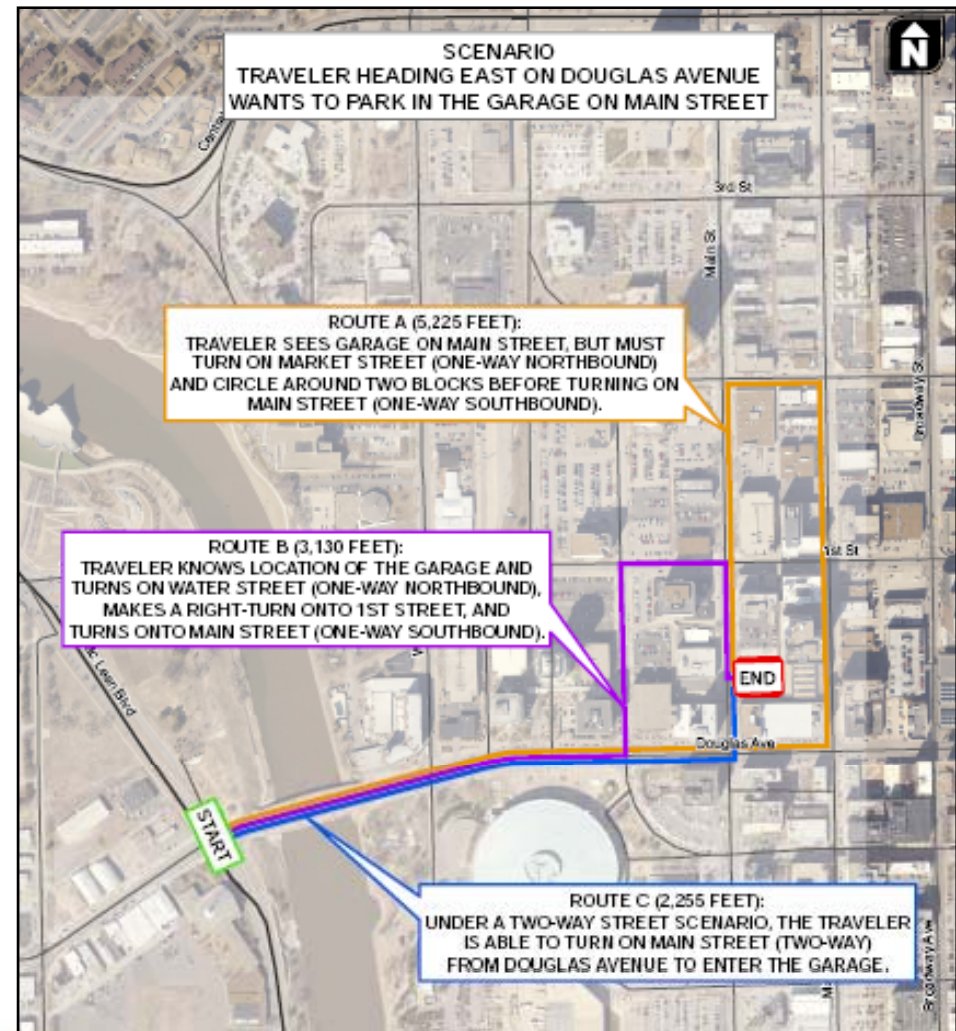 SCENARIO
TRAVELER HEADING EAST ON DOUGLAS AVENUE
WANTS TO PARK IN THE GARAGE ON MAIN STREET
N
3rd St
Main St
ROUTE A (5,225 FEET):
TRAVELER SEES GARAGE ON MAIN STREET, BUT MUST
TURN ON MARKET STREET (ONE-WAY NORTHBOUND)
AND CIRCLE AROUND TWO BLOCKS BEFORE TURNING ON
MAIN STREET (ONE-WAY SOUTHBOUND).
Broadway St
1st St
ROUTE B (3,130 FEET):
TRAVELER KNOWS LOCATION OF THE GARAGE AND
TURNS ON WATER STREET (ONE-WAY NORTHBOUND),
MAKES A RIGHT-TURN ONTO 1ST STREET, AND
TURNS ONTO MAIN STREET (ONE-WAY SOUTHBOUND).
Lean Blvd
END
Douglas Ave
START
ROUTE C (2,255 FEET):
UNDER A TWO-WAY STREET SCENARIO, THE TRAVELER
IS ABLE TO TURN ON MAIN STREET (TWO-WAY)
FROM DOUGLAS AVENUE TO ENTER THE GARAGE.
Broadway Ave